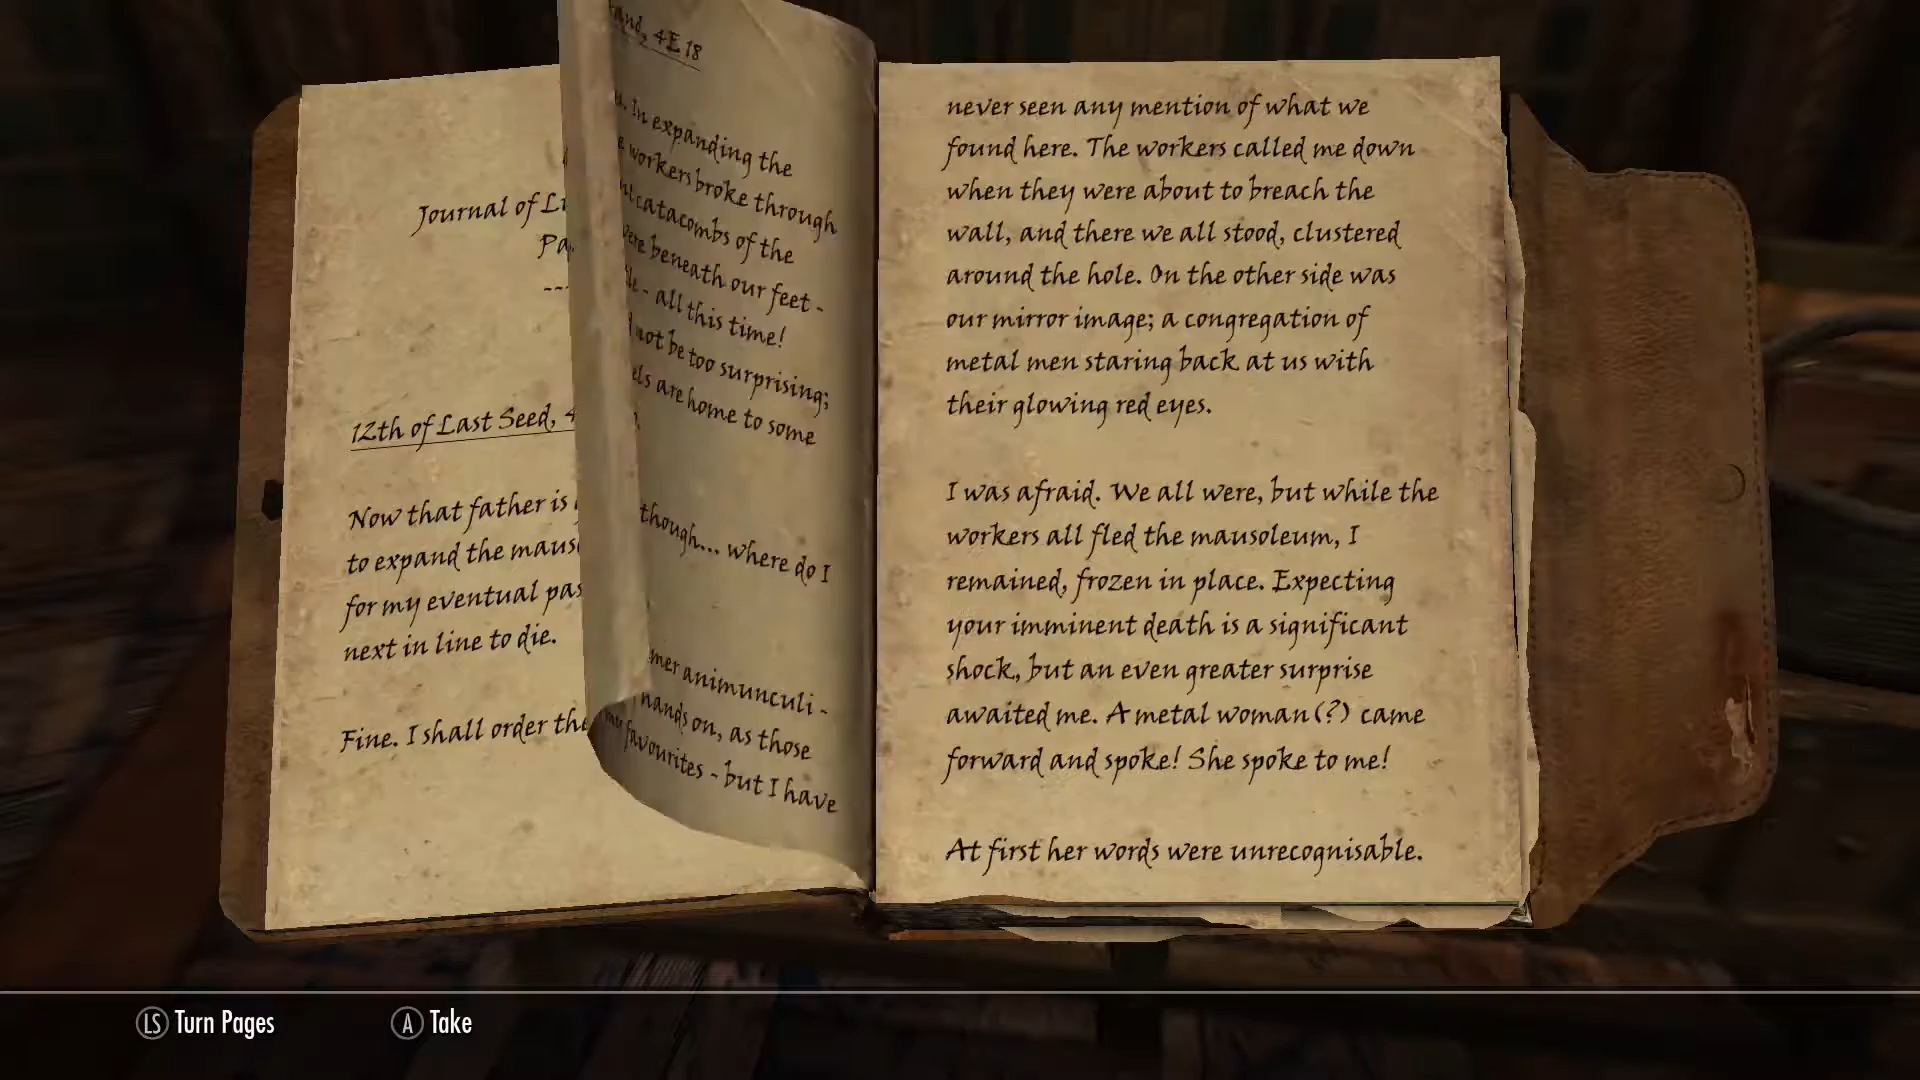 Journal of
12th of Last Seed,
Now that father is
to expand the
for my eventual
next in line to die.
Fine. I shall order the
4E 18
In expanding the
workers broke through
catacombs of the
beneath our feet -
- all this time!
not be too surprising;
are home to some
though... where do I
animunculi -
hands on, as those
my favourites - but I have
never seen any mention of what we
found here. The workers called me down
when they were about to breach the
wall, and there we all stood, clustered
around the hole. On the other side was
our mirror image; a congregation of
metal men staring back at us with
their glowing red eyes.
I was afraid. We all were, but while the
workers all fled the mausoleum, I
remained, frozen in place. Expecting
your imminent death is a significant
shock, but an even greater surprise
awaited me. A metal woman(?) came
forward and spoke! She spoke to me!
At first her words were unrecognisable.
LS Turn Pages
A Take